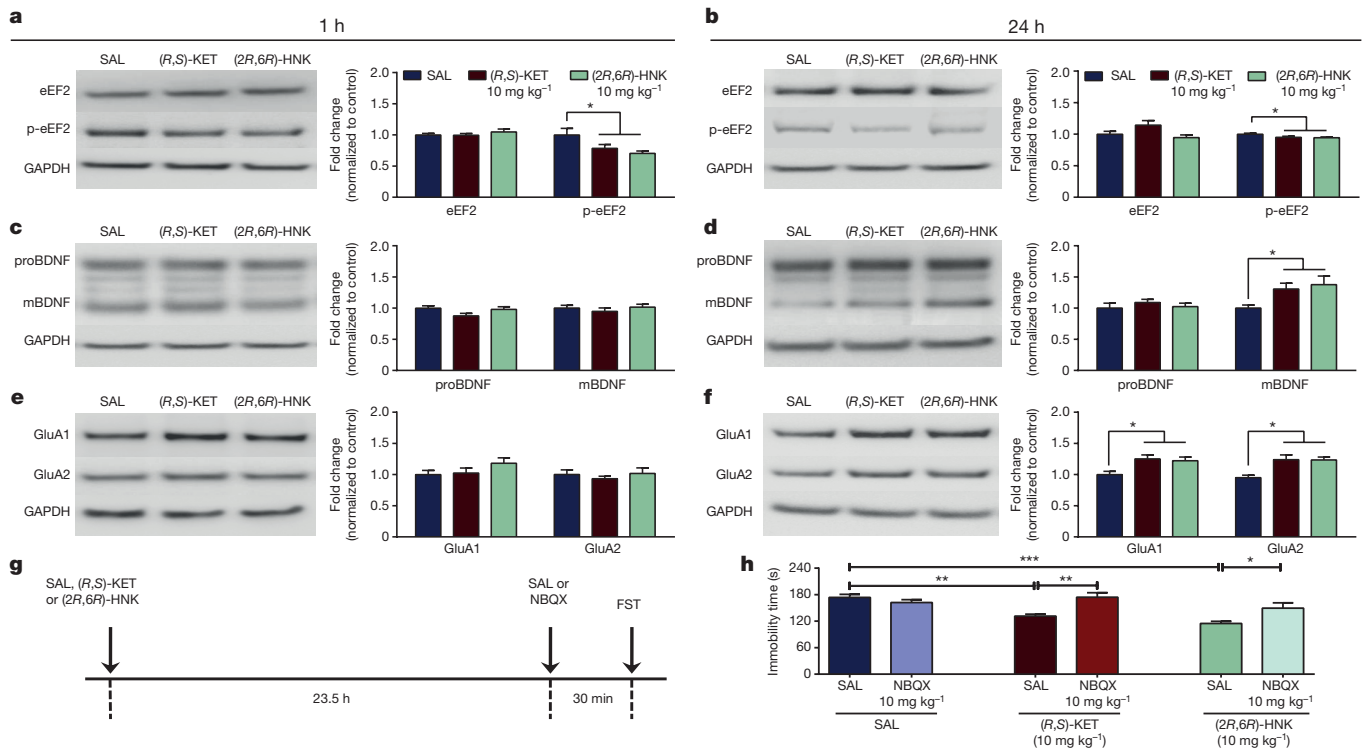 a
1 h
SAL (R,S)-KET (2R,6R)-HNK
eEF2
p-eEF2
GAPDH
Fold change
(normalized to control)
2.0
1.5
1.0
0.5
0
SAL (R,S)-KET (2R,6R)-HNK
10 mg kg⁻¹ 10 mg kg⁻¹
*
eEF2 p-eEF2
b
24 h
SAL (R,S)-KET (2R,6R)-HNK
eEF2
p-eEF2
GAPDH
Fold change
(normalized to control)
2.0
1.5
1.0
0.5
0
SAL (R,S)-KET (2R,6R)-HNK
10 mg kg⁻¹ 10 mg kg⁻¹
*
eEF2 p-eEF2
c
SAL (R,S)-KET (2R,6R)-HNK
proBDNF
mBDNF
GAPDH
Fold change
(normalized to control)
2.0
1.5
1.0
0.5
0
proBDNF mBDNF
d
SAL (R,S)-KET (2R,6R)-HNK
proBDNF
mBDNF
GAPDH
Fold change
(normalized to control)
2.0
1.5
1.0
0.5
0
*
proBDNF mBDNF
e
SAL (R,S)-KET (2R,6R)-HNK
GluA1
GluA2
GAPDH
Fold change
(normalized to control)
2.0
1.5
1.0
0.5
0
GluA1 GluA2
f
SAL (R,S)-KET (2R,6R)-HNK
GluA1
GluA2
GAPDH
Fold change
(normalized to control)
2.0
1.5
1.0
0.5
0
* *
GluA1 GluA2
g
SAL, (R,S)-KET
or (2R,6R)-HNK
SAL or
NBQX
FST
23.5 h 30 min
h
Immobility time (s)
240
180
120
60
0
***
** ** *
SAL NBQX SAL NBQX SAL NBQX
10 mg kg⁻¹ 10 mg kg⁻¹ 10 mg kg⁻¹
SAL (R,S)-KET (2R,6R)-HNK
(10 mg kg⁻¹) (10 mg kg⁻¹)